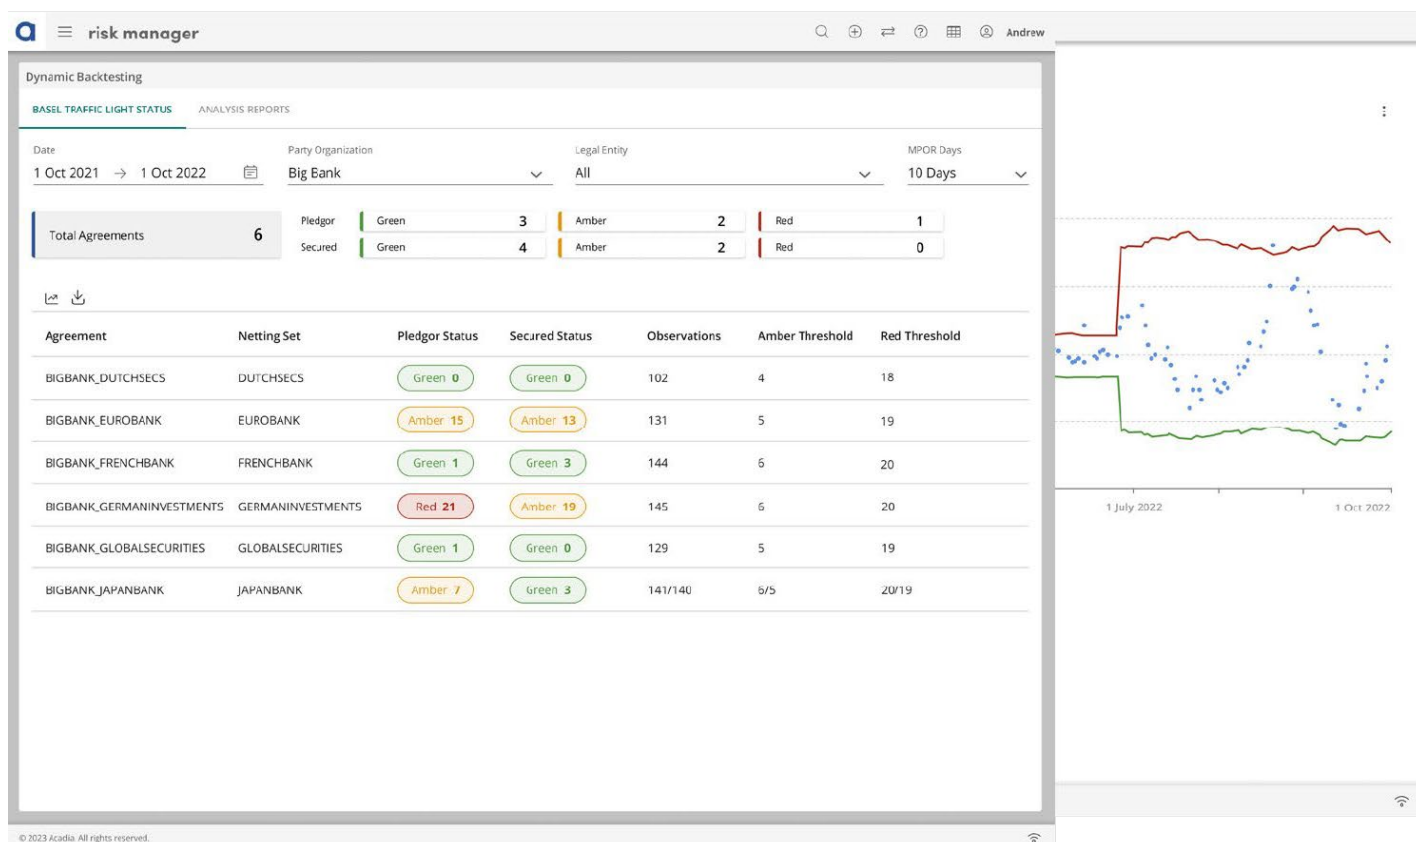 a risk manager Andrew
Dynamic Backtesting
BASEL TRAFFIC LIGHT STATUS ANALYSIS REPORTS
Date Party Organization Legal Entity MPOR Days
1 Oct 2021 → 1 Oct 2022 Big Bank All 10 Days
Total Agreements 6
Pledgor Green 3 Amber 2 Red 1
Secured Green 4 Amber 2 Red 0
Agreement Netting Set Pledgor Status Secured Status Observations Amber Threshold Red Threshold
BIGBANK_DUTCHSECS DUTCHSECS Green 0 Green 0 102 4 18
BIGBANK_EUROBANK EUROBANK Amber 15 Amber 13 131 5 19
BIGBANK_FRENCHBANK FRENCHBANK Green 1 Green 3 144 6 20
BIGBANK_GERMANINVESTMENTS GERMANINVESTMENTS Red 21 Amber 19 145 6 20
BIGBANK_GLOBALSECURITIES GLOBALSECURITIES Green 1 Green 0 129 5 19
BIGBANK_JAPANBANK JAPANBANK Amber 7 Green 3 141/140 6/5 20/19
1 July 2022 1 Oct 2022
© 2023 Acadia. All rights reserved.